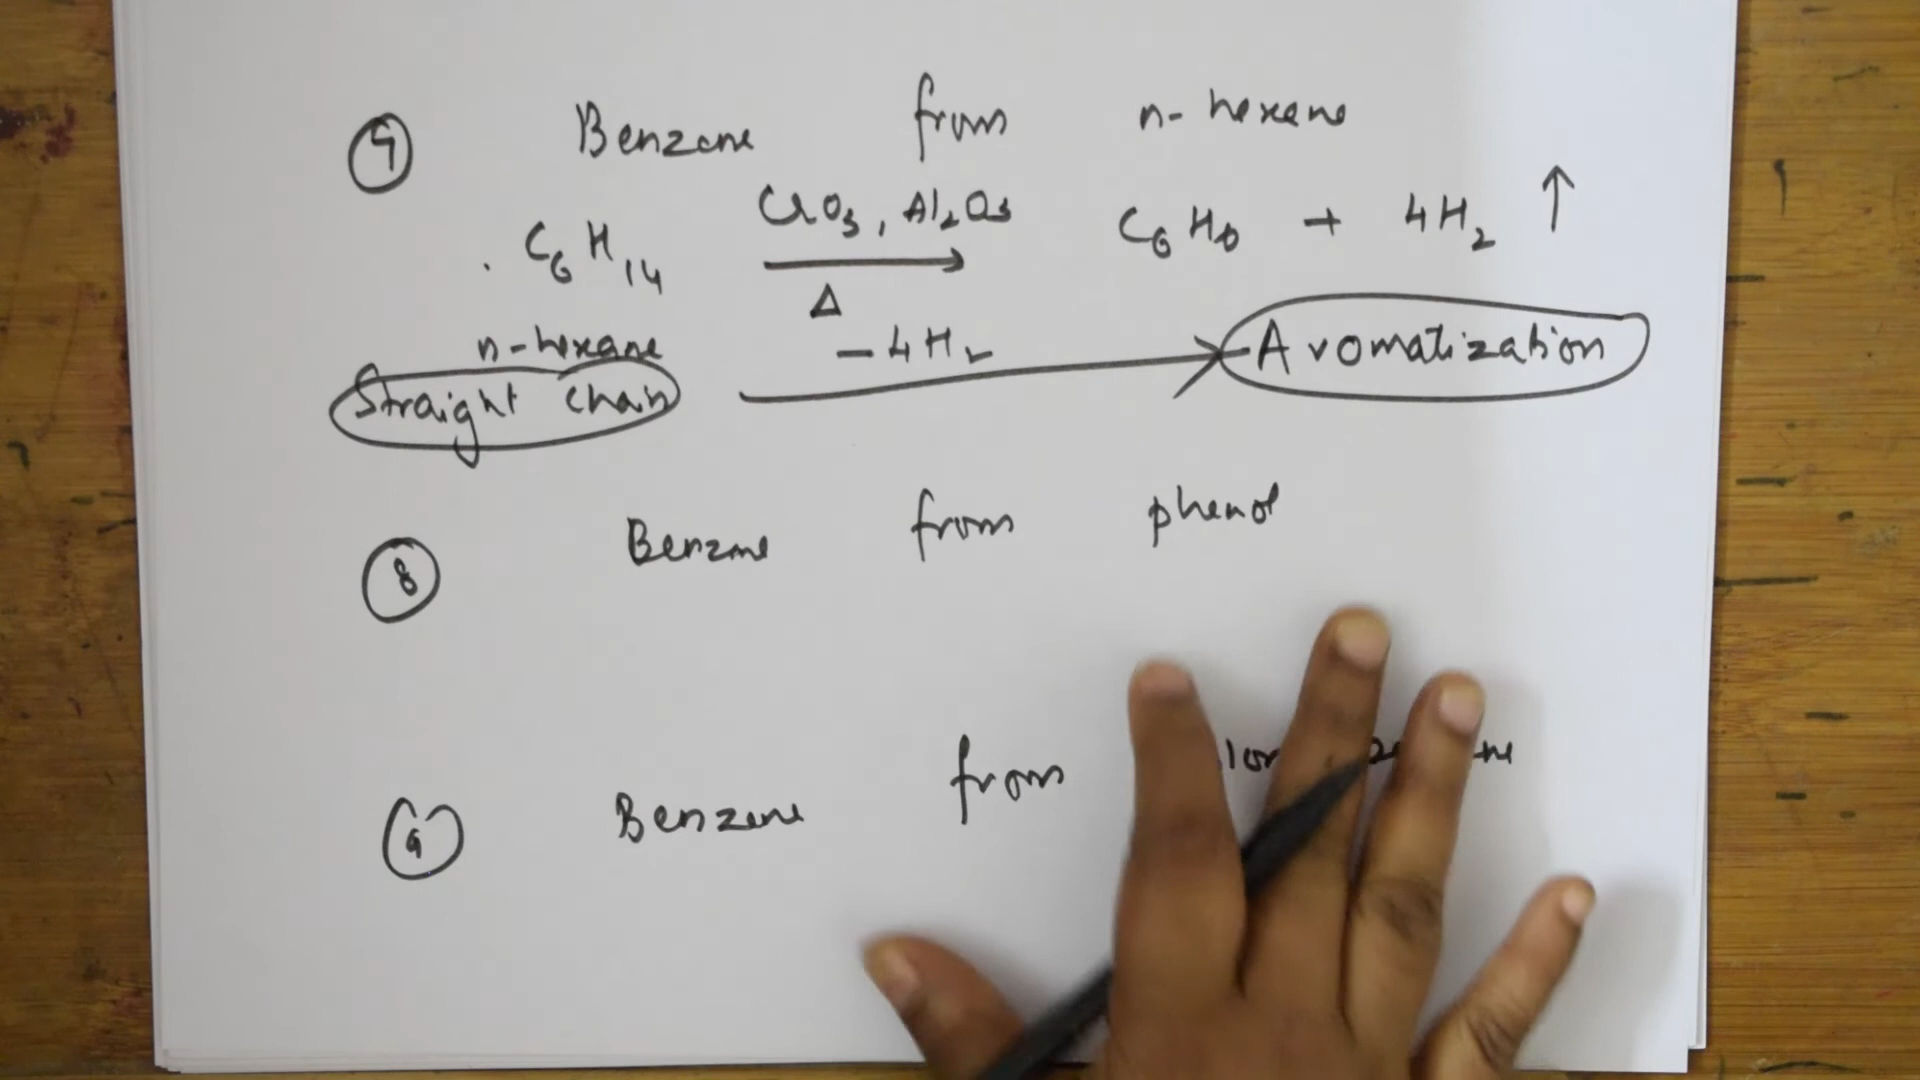 7 Benzene from n-hexane
C6H14 CrO3, Al2O3 C6H6 + 4H2 ↑
Δ
n-hexane -4H2
Straight chain → Aromatization
8 Benzene from phenol
9 Benzene from